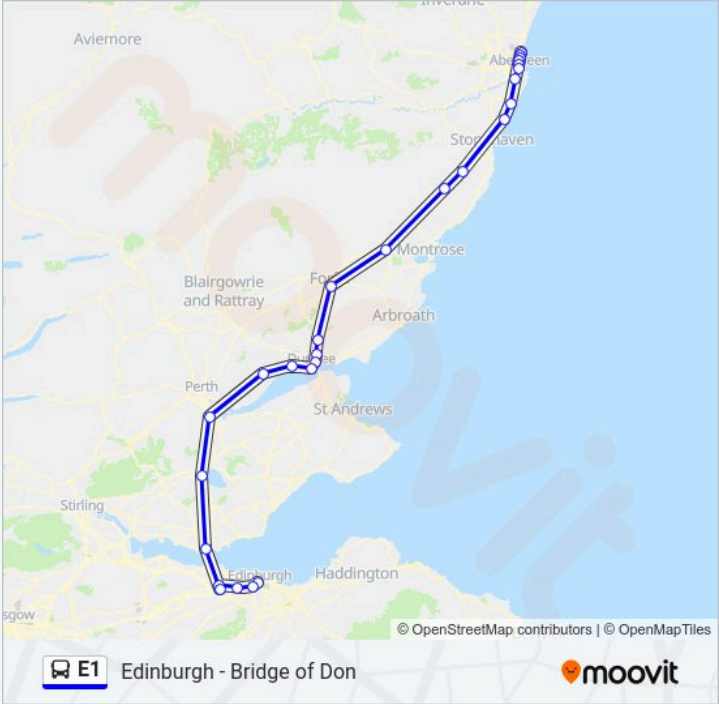 Aviemore
Aberdeen
Stonehaven
Montrose
Blairgowrie
and Rattray
Arbroath
Dundee
Perth
St Andrews
Stirling
Edinburgh
Haddington
moovit
© OpenStreetMap contributors | © OpenMapTiles
E1 Edinburgh - Bridge of Don
moovit